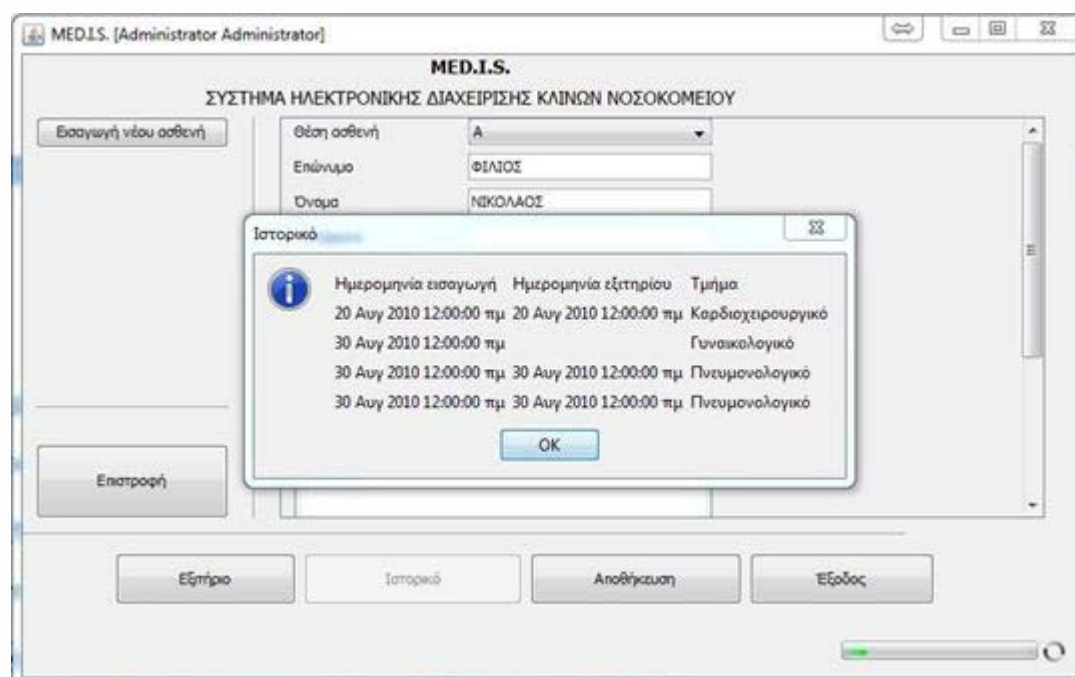 MED.I.S. [Administrator Administrator]
MED.I.S.
ΣΥΣΤΗΜΑ ΗΛΕΚΤΡΟΝΙΚΗΣ ΔΙΑΧΕΙΡΙΣΗΣ ΚΛΙΝΩΝ ΝΟΣΟΚΟΜΕΙΟΥ
Εισαγωγή νέου ασθενή
Θέση ασθενή Α
Επώνυμο ΦΙΛΙΟΣ
Όνομα ΝΙΚΟΛΑΟΣ
Ιστορικό
Ημερομηνία εισαγωγή Ημερομηνία εξιτηρίου Τμήμα
20 Αυγ 2010 12:00:00 πμ 20 Αυγ 2010 12:00:00 πμ Καρδιοχειρουργικό
30 Αυγ 2010 12:00:00 πμ Γυναικολογικό
30 Αυγ 2010 12:00:00 πμ 30 Αυγ 2010 12:00:00 πμ Πνευμονολογικό
30 Αυγ 2010 12:00:00 πμ 30 Αυγ 2010 12:00:00 πμ Πνευμονολογικό
OK
Επιστροφή
Εξιτήριο Ιστορικό Αποθήκευση Έξοδος